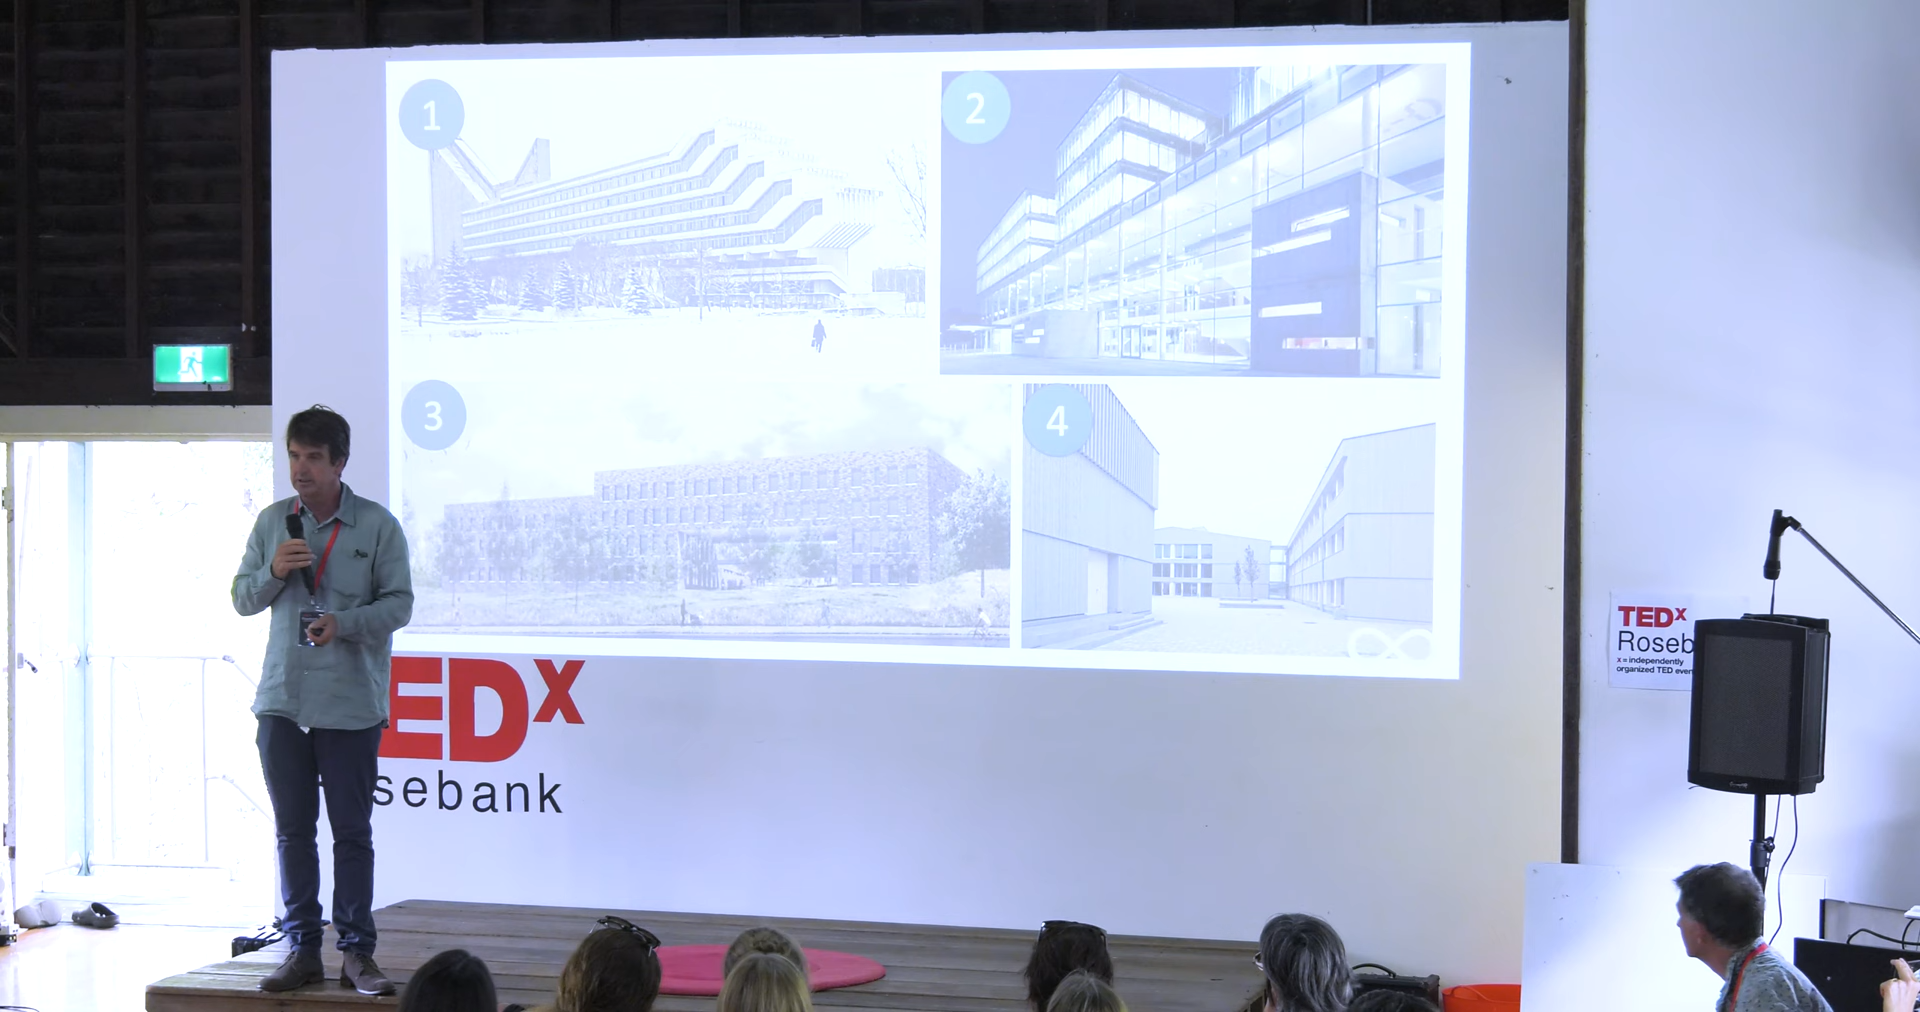 1
2
3
4
EDx
sebank
TEDx
Roseb
x = independently
organized TED even